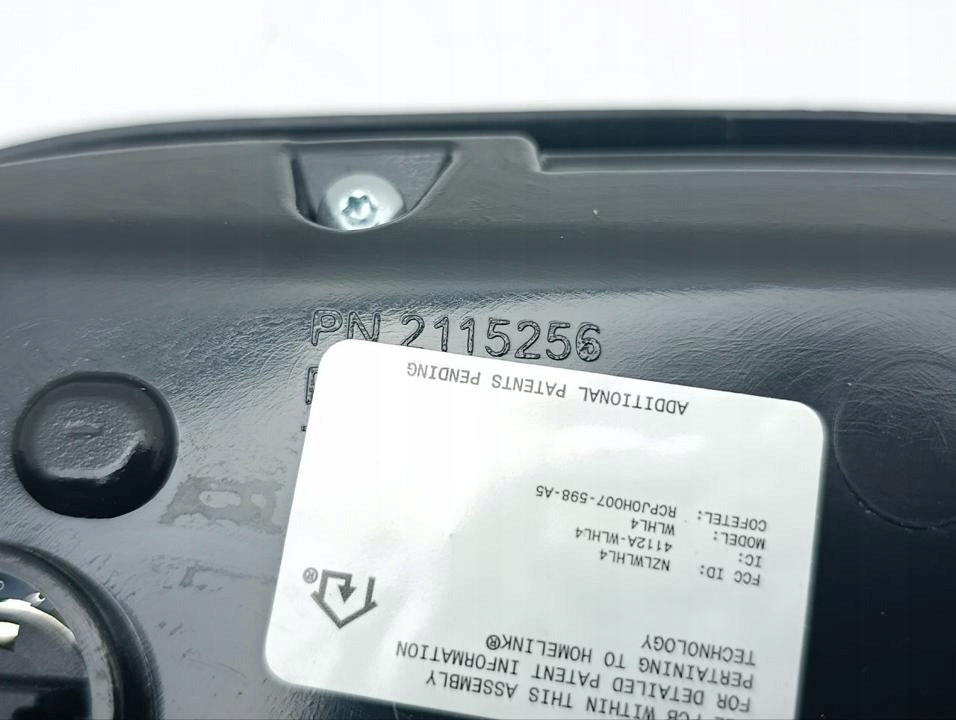 PN 2115256
PCB WITHIN THIS ASSEMBLY
FOR DETAILED PATENT INFORMATION
PERTAINING TO HOMELINK®
TECHNOLOGY
®
FCC ID: NZLWLHL4
IC: 4112A-WLHL4
MODEL: WLHL4
COFETEL: RCPJOH007-598-A5
ADDITIONAL PATENTS PENDING